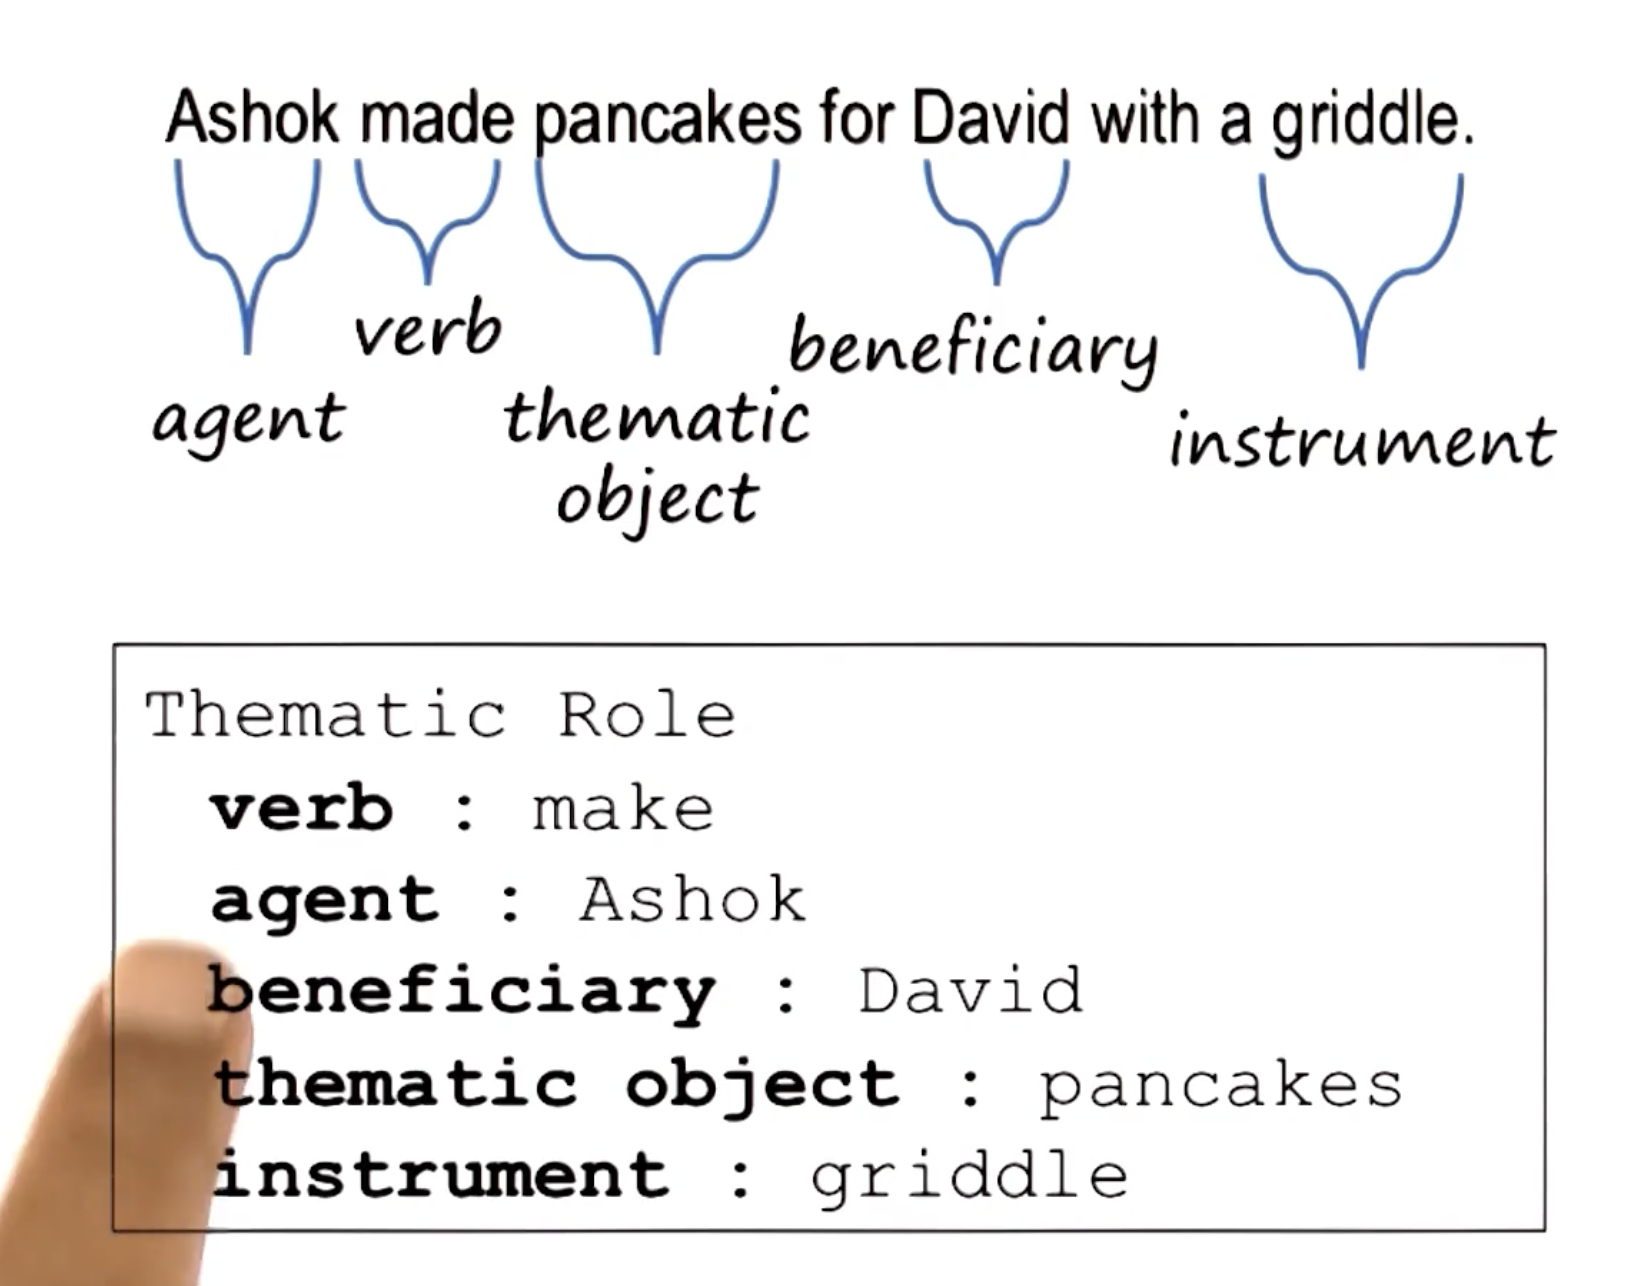 Ashok made pancakes for David with a griddle.
agent
verb
thematic
object
beneficiary
instrument
Thematic Role
verb : make
agent : Ashok
beneficiary : David
thematic object : pancakes
instrument : griddle